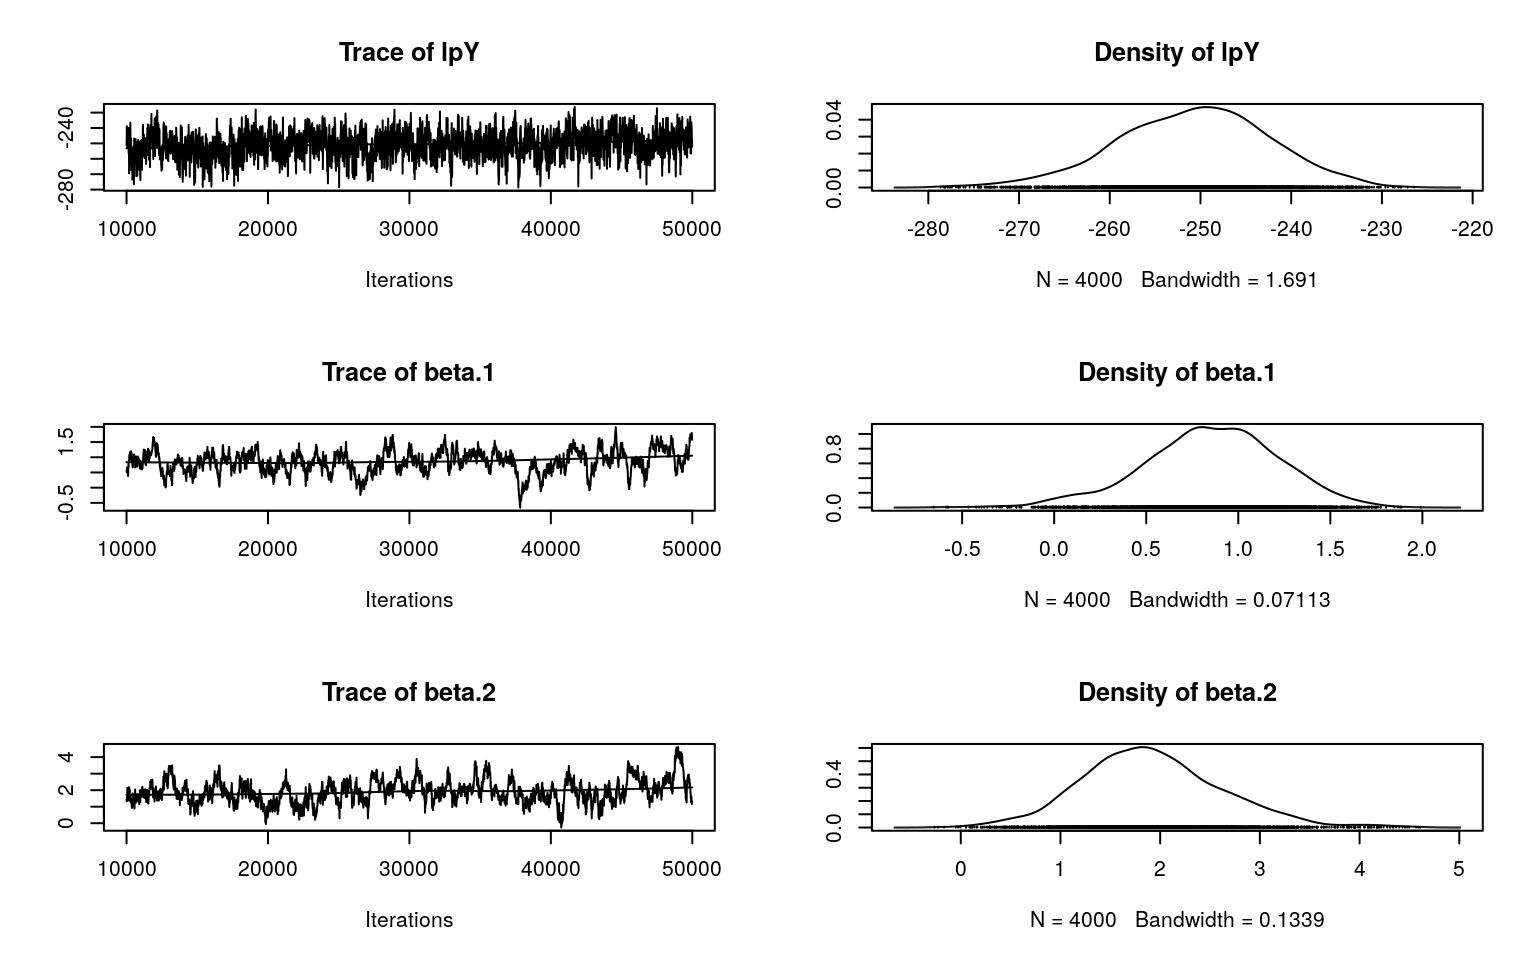 Trace of lpY
-240
-280
10000 20000 30000 40000 50000
Iterations
Density of lpY
0.04
0.00
-280 -270 -260 -250 -240 -230 -220
N = 4000 Bandwidth = 1.691
Trace of beta.1
1.5
-0.5
10000 20000 30000 40000 50000
Iterations
Density of beta.1
0.8
0.0
-0.5 0.0 0.5 1.0 1.5 2.0
N = 4000 Bandwidth = 0.07113
Trace of beta.2
4
2
0
10000 20000 30000 40000 50000
Iterations
Density of beta.2
0.4
0.0
0 1 2 3 4 5
N = 4000 Bandwidth = 0.1339